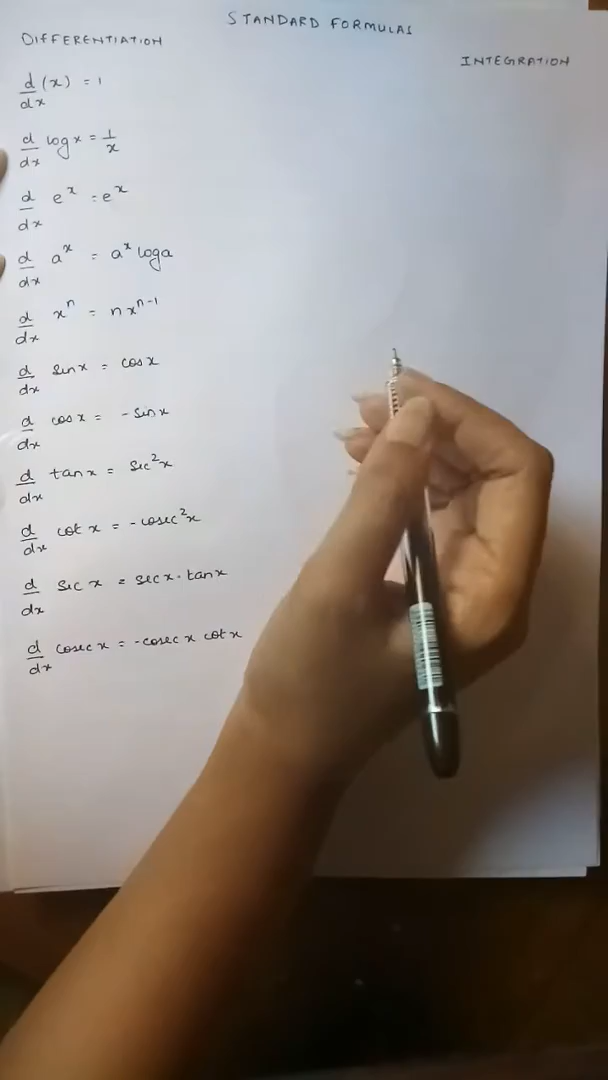 STANDARD FORMULAS
DIFFERENTIATION
INTEGRATION
d/dx (x) = 1
d/dx log x = 1/x
d/dx e^x = e^x
d/dx a^x = a^x log a
d/dx x^n = n x^(n-1)
d/dx sin x = cos x
d/dx cos x = - sin x
d/dx tan x = sec^2 x
d/dx cot x = - cosec^2 x
d/dx sec x = sec x · tan x
d/dx cosec x = - cosec x cot x